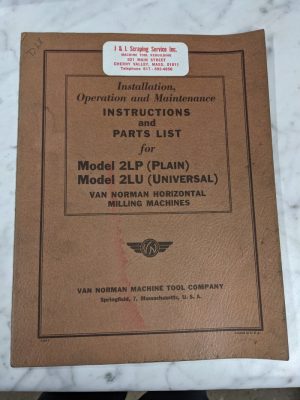 J & L Scraping Service Inc.
MACHINE TOOL REBUILDING
921 MAIN STREET
CHERRY VALLEY, MASS. 01611
Installation,
Operation and Maintenance
INSTRUCTIONS
and
PARTS LIST
for
Model 2LP (PLAIN)
Model 2LU (UNIVERSAL)
VAN NORMAN HORIZONTAL
MILLING MACHINES
VN
VAN NORMAN MACHINE TOOL COMPANY
Springfield, 7, Massachusetts, U. S. A.